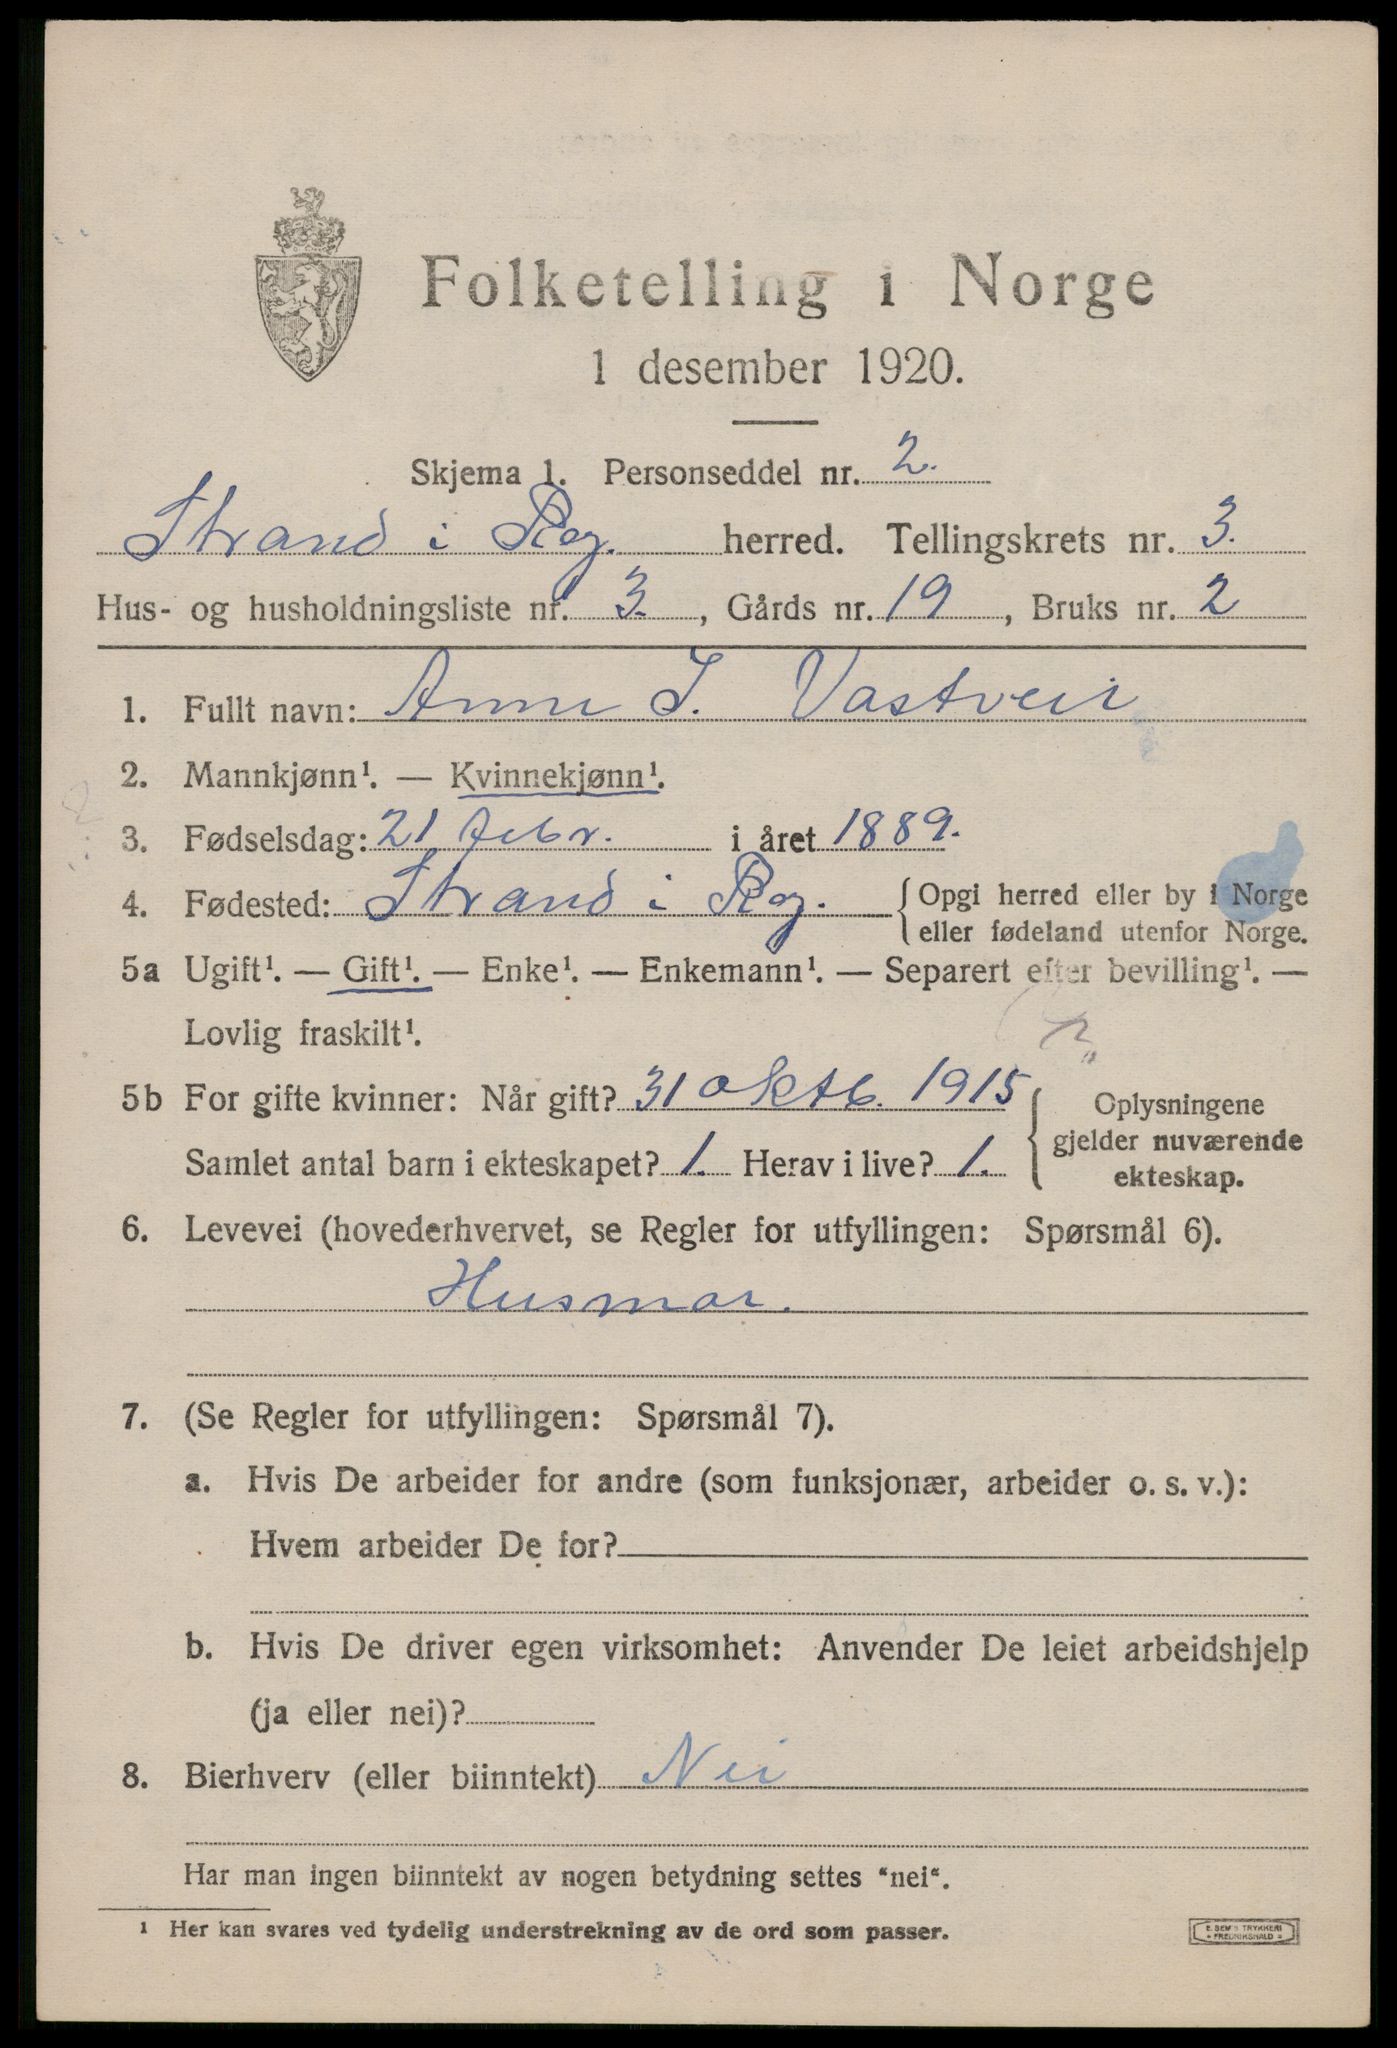 Folketelling i Norge
1 desember 1920.
Skjema 1. Personseddel nr. 2.
Strand i Rog. herred. Tellingskrets nr. 3.
Hus- og husholdningsliste nr. 3., Gårds nr. 19, Bruks nr. 2
1. Fullt navn: Anne I. Vastveit
2. Mannkjønn¹. — Kvinnekjønn¹.
3. Fødselsdag: 21 febr. i året 1889.
4. Fødested: Strand i Rog. { Opgi herred eller by i Norge
eller fødeland utenfor Norge.
5a Ugift¹. — Gift¹. — Enke¹. — Enkemann¹. — Separert efter bevilling¹. —
Lovlig fraskilt¹.
5b For gifte kvinner: Når gift? 31 oktb. 1915 { Oplysningene
gjelder nuværende
Samlet antal barn i ekteskapet? 1. Herav i live? 1. ekteskap.
6. Levevei (hovederhvervet, se Regler for utfyllingen: Spørsmål 6).
Husmor.
7. (Se Regler for utfyllingen: Spørsmål 7).
a. Hvis De arbeider for andre (som funksjonær, arbeider o. s. v.):
Hvem arbeider De for?
b. Hvis De driver egen virksomhet: Anvender De leiet arbeidshjelp
(ja eller nei)?
8. Bierhverv (eller biinntekt) Nei
Har man ingen biinntekt av nogen betydning settes “nei“.
¹ Her kan svares ved tydelig understrekning av de ord som passer.
E. SEM'S TRYKKERI
FREDRIKSHALD